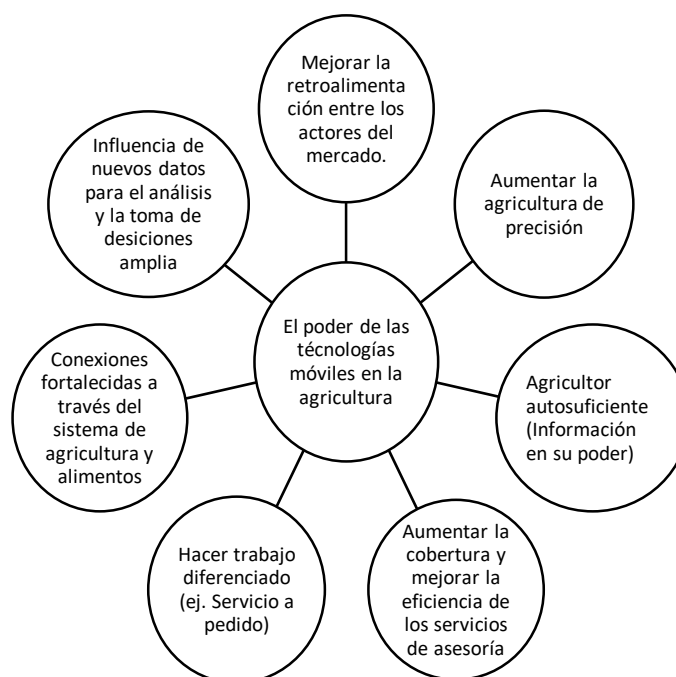 Mejorar la
retroalimenta
ción entre los
actores del
mercado.
Aumentar la
agricultura de
precisión
Agricultor
autosuficiente
(Información
en su poder)
Aumentar la
cobertura y
mejorar la
eficiencia de
los servicios
de asesoría
Hacer trabajo
diferenciado
(ej. Servicio a
pedido)
Conexiones
fortalecidas a
través del
sistema de
agricultura y
alimentos
Influencia de
nuevos datos
para el análisis
y la toma de
desiciones
amplia
El poder de las
técnologías
móviles en la
agricultura